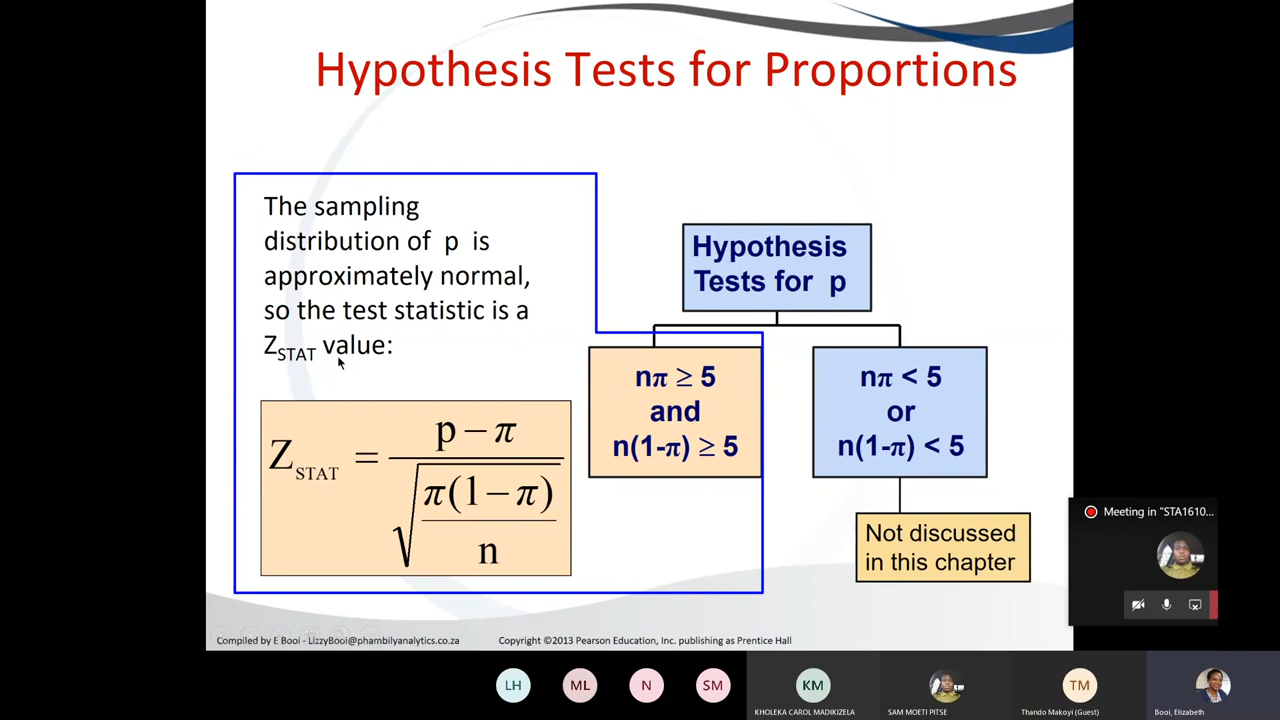 Hypothesis Tests for Proportions
The sampling
distribution of p is
approximately normal,
so the test statistic is a
ZSTAT value:
ZSTAT = p − π / √(π(1 − π) / n)
Hypothesis
Tests for p
nπ ≥ 5
and
n(1-π) ≥ 5
nπ < 5
or
n(1-π) < 5
Not discussed
in this chapter
Meeting in "STA1610...
Compiled by E Booi - LizzyBooi@phambilyanalytics.co.za
Copyright ©2013 Pearson Education, Inc. publishing as Prentice Hall
LH
ML
N
SM
KM
TM
KHOLEKA CAROL MADIKIZELA
SAM MOETI PITSE
Thando Makoyi (Guest)
Booi, Elizabeth